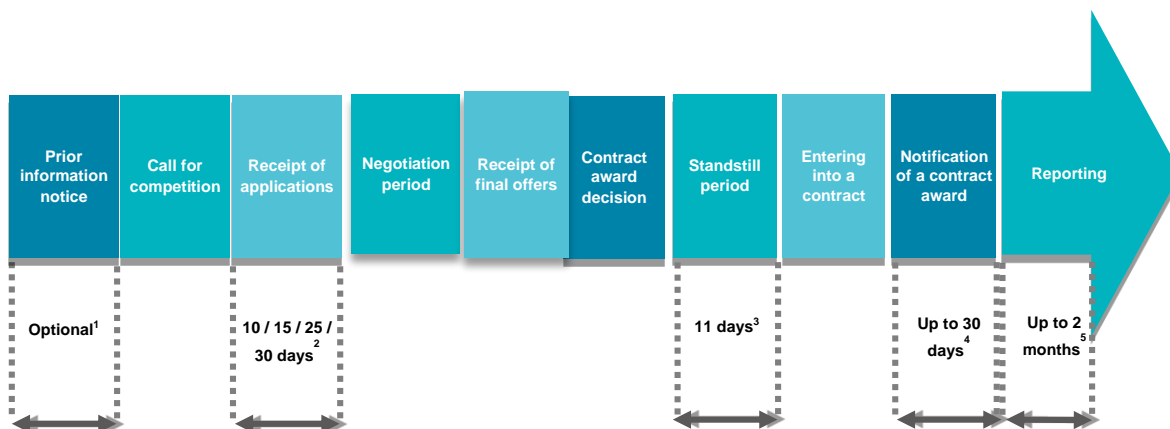 Prior
information
notice
Call for
competition
Receipt of
applications
Negotiation
period
Receipt of
final offers
Contract
award
decision
Standstill
period
Entering
into a
contract
Notification
of a contract
award
Reporting
Optional1
10 / 15 / 25 /
30 days2
11 days3
Up to 30
days4
Up to 2
months5